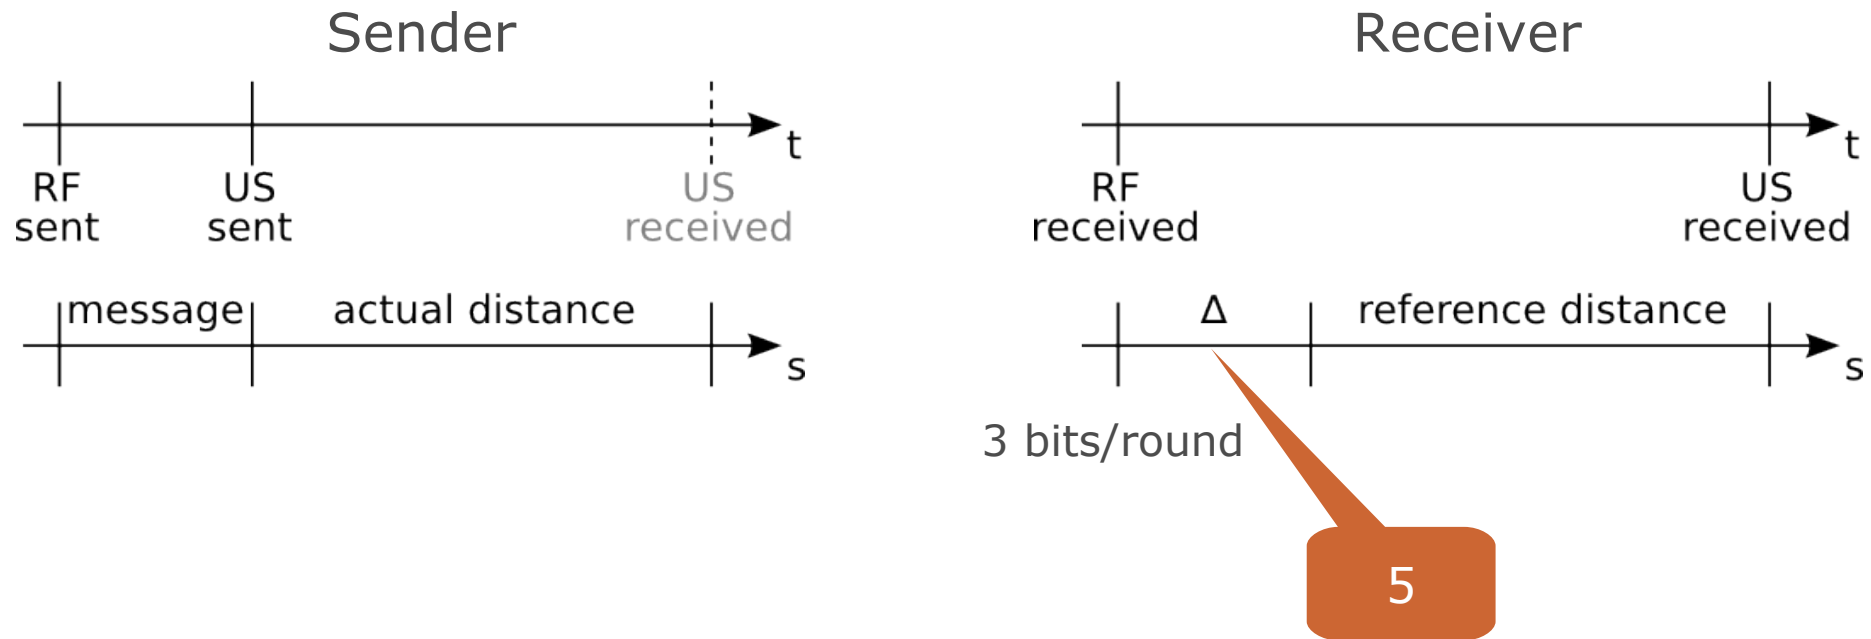 Sender
t
RF
sent
US
sent
US
received
message
actual distance
s
Receiver
t
RF
received
US
received
Δ
reference distance
s
3 bits/round
5